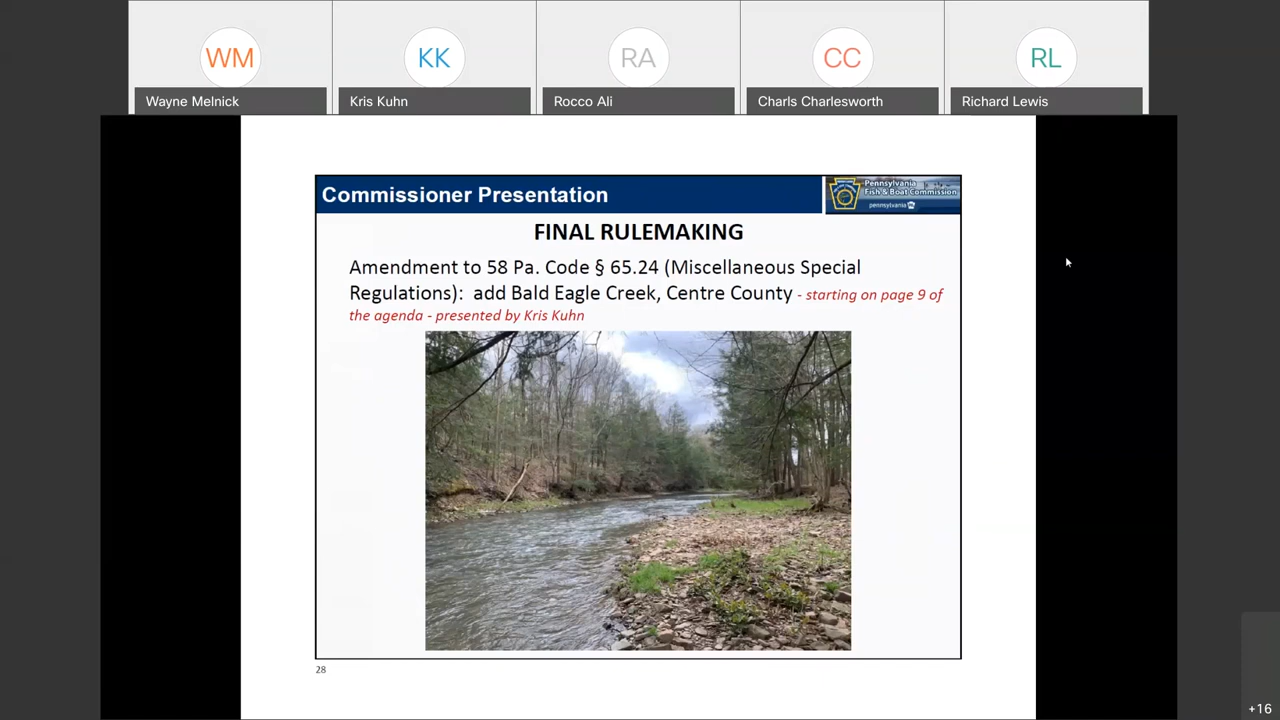 WM
KK
RA
CC
RL
Wayne Melnick
Kris Kuhn
Rocco Ali
Charls Charlesworth
Richard Lewis
Commissioner Presentation
Pennsylvania
Fish & Boat Commission
pennsylvania
FINAL RULEMAKING
Amendment to 58 Pa. Code § 65.24 (Miscellaneous Special
Regulations): add Bald Eagle Creek, Centre County - starting on page 9 of
the agenda - presented by Kris Kuhn
28
+16